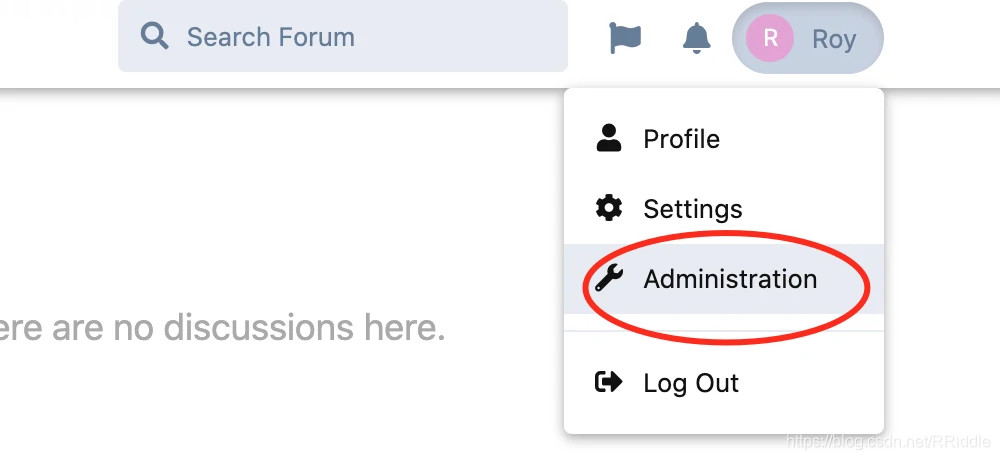 Search Forum
R
Roy
Profile
Settings
Administration
ere are no discussions here.
Log Out
https://blog.csdn.net/RRiddle